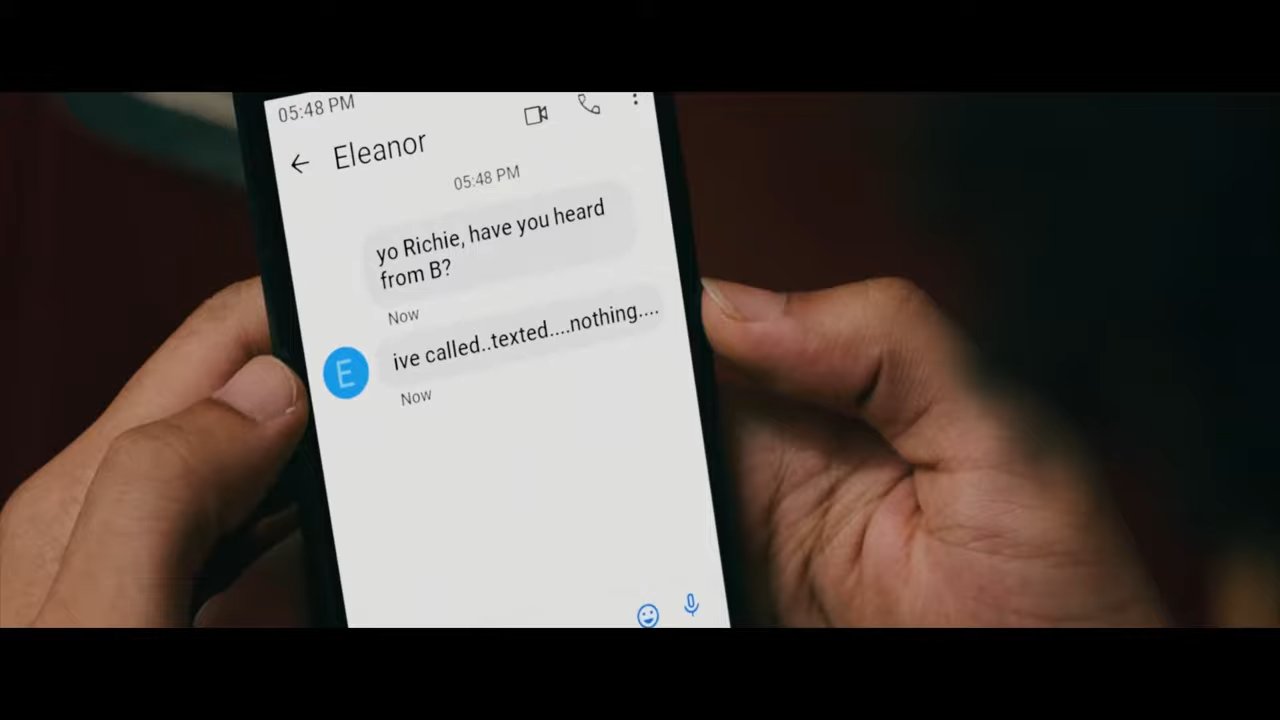 05:48 PM
Eleanor
05:48 PM
yo Richie, have you heard
from B?
Now
ive called..texted....nothing....
E
Now